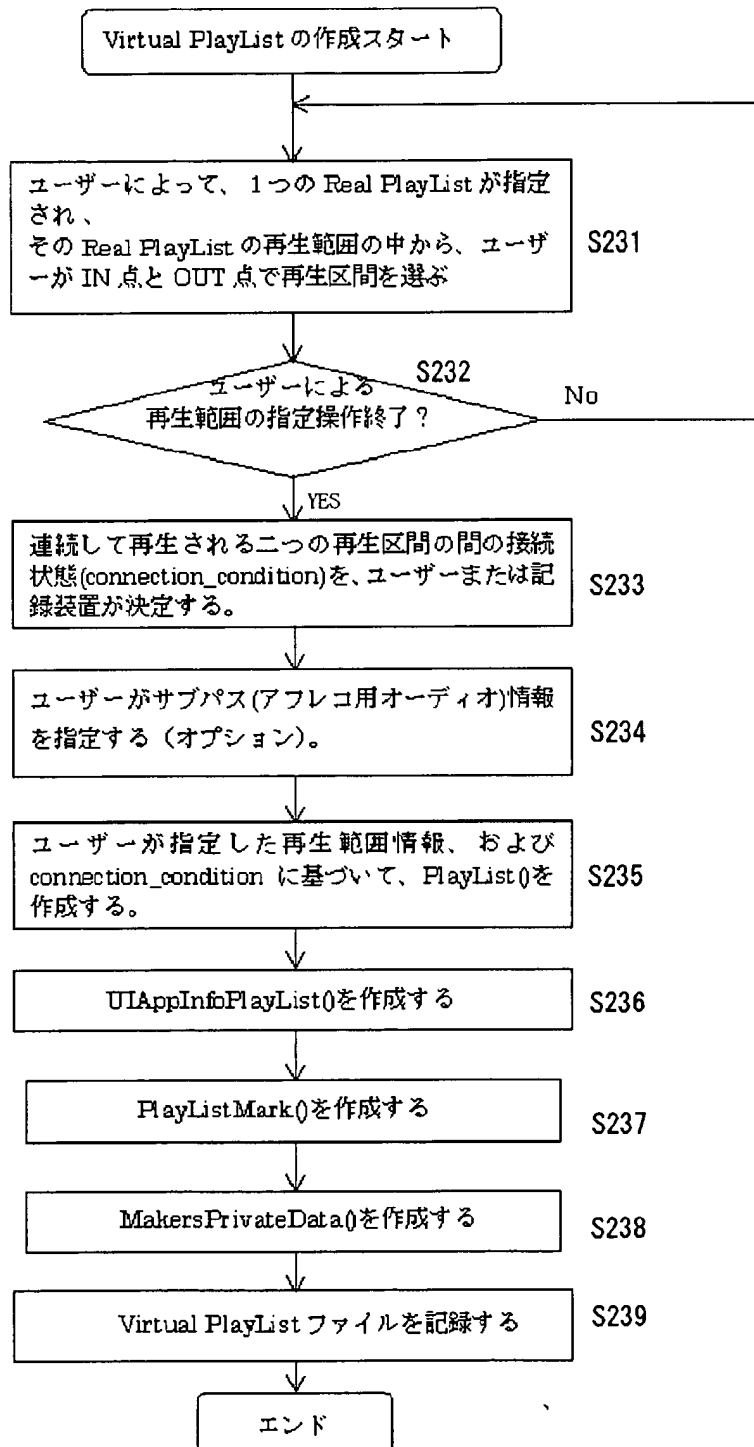 Virtual PlayList の作成スタート
ユーザーによって、1つの Real PlayList が指定
され、
その Real PlayList の再生範囲の中から、ユーザ
ーが IN 点と OUT 点で再生区間を選ぶ
S231
S232
ユーザーによる
再生範囲の指定操作終了？
No
YES
連続して再生される二つの再生区間の間の接続
状態(connection_condition)を、ユーザーまたは記
録装置が決定する。
S233
ユーザーがサブパス(アフレコ用オーディオ)情報
を指定する（オプション）。
S234
ユーザーが指定した再生範囲情報、および
connection_condition に基づいて、PlayList()を
作成する。
S235
UIAppInfoPlayList()を作成する
S236
PlayListMark()を作成する
S237
MakersPrivateData()を作成する
S238
Virtual PlayList ファイルを記録する
S239
エンド